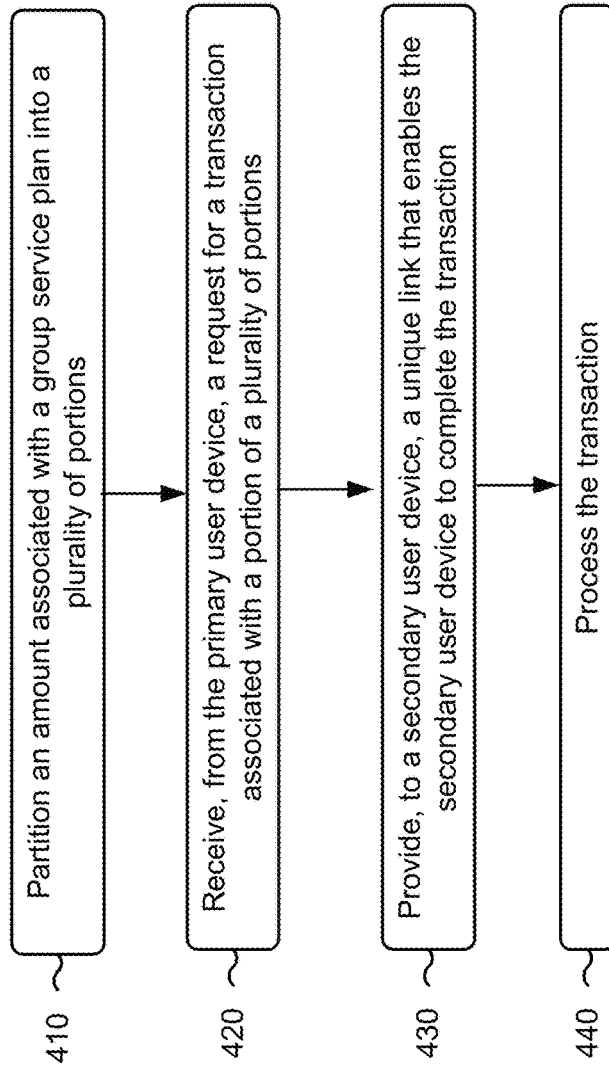 410
Partition an amount associated with a group service plan into a
plurality of portions
420
Receive, from the primary user device, a request for a transaction
associated with a portion of a plurality of portions
430
Provide, to a secondary user device, a unique link that enables the
secondary user device to complete the transaction
440
Process the transaction